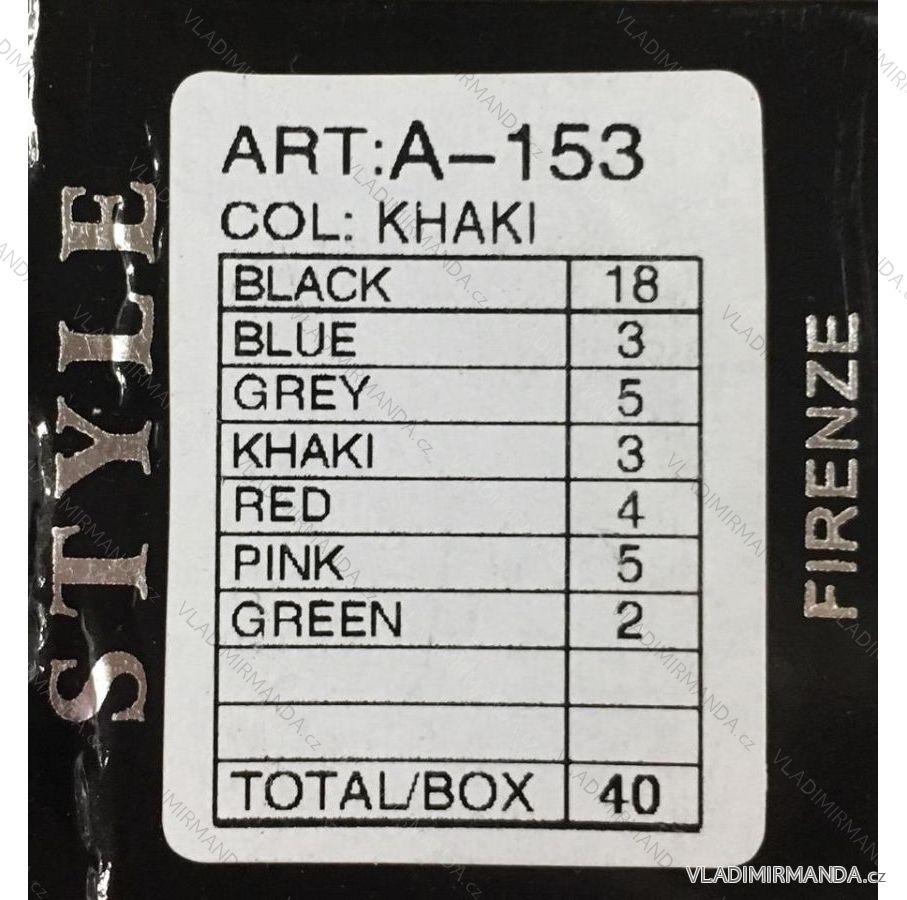 STYLE
ART:A-153
COL: KHAKI
BLACK 18
BLUE 3
GREY 5
KHAKI 3
RED 4
PINK 5
GREEN 2
TOTAL/BOX 40
FIRENZE
VLADIMIRMANDA.cz